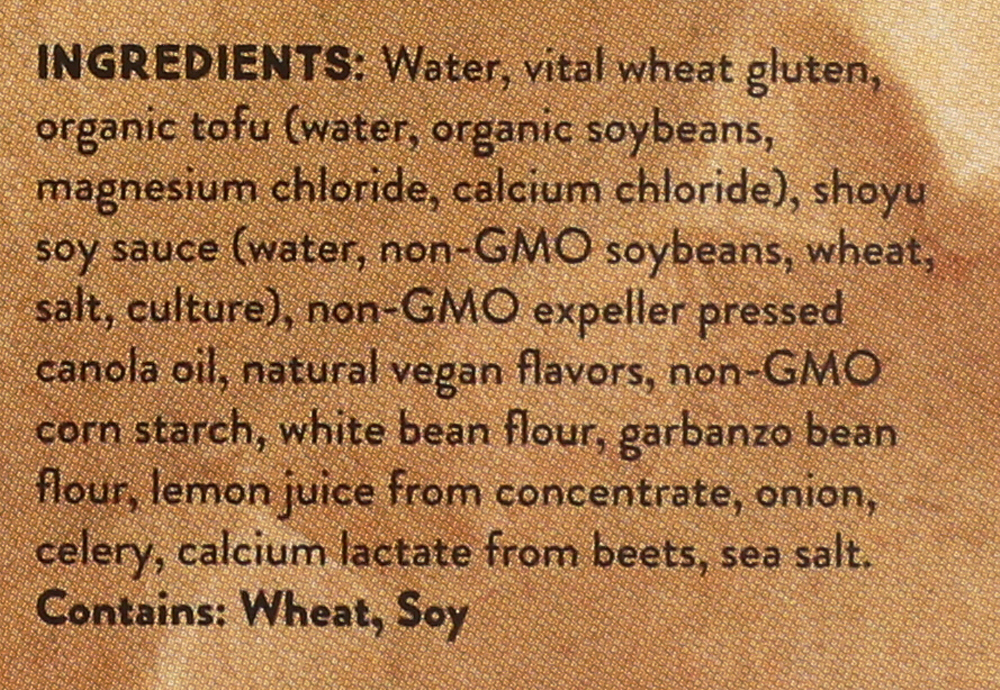 INGREDIENTS: Water, vital wheat gluten,
organic tofu (water, organic soybeans,
magnesium chloride, calcium chloride), shoyu
soy sauce (water, non-GMO soybeans, wheat,
salt, culture), non-GMO expeller pressed
canola oil, natural vegan flavors, non-GMO
corn starch, white bean flour, garbanzo bean
flour, lemon juice from concentrate, onion,
celery, calcium lactate from beets, sea salt.
Contains: Wheat, Soy